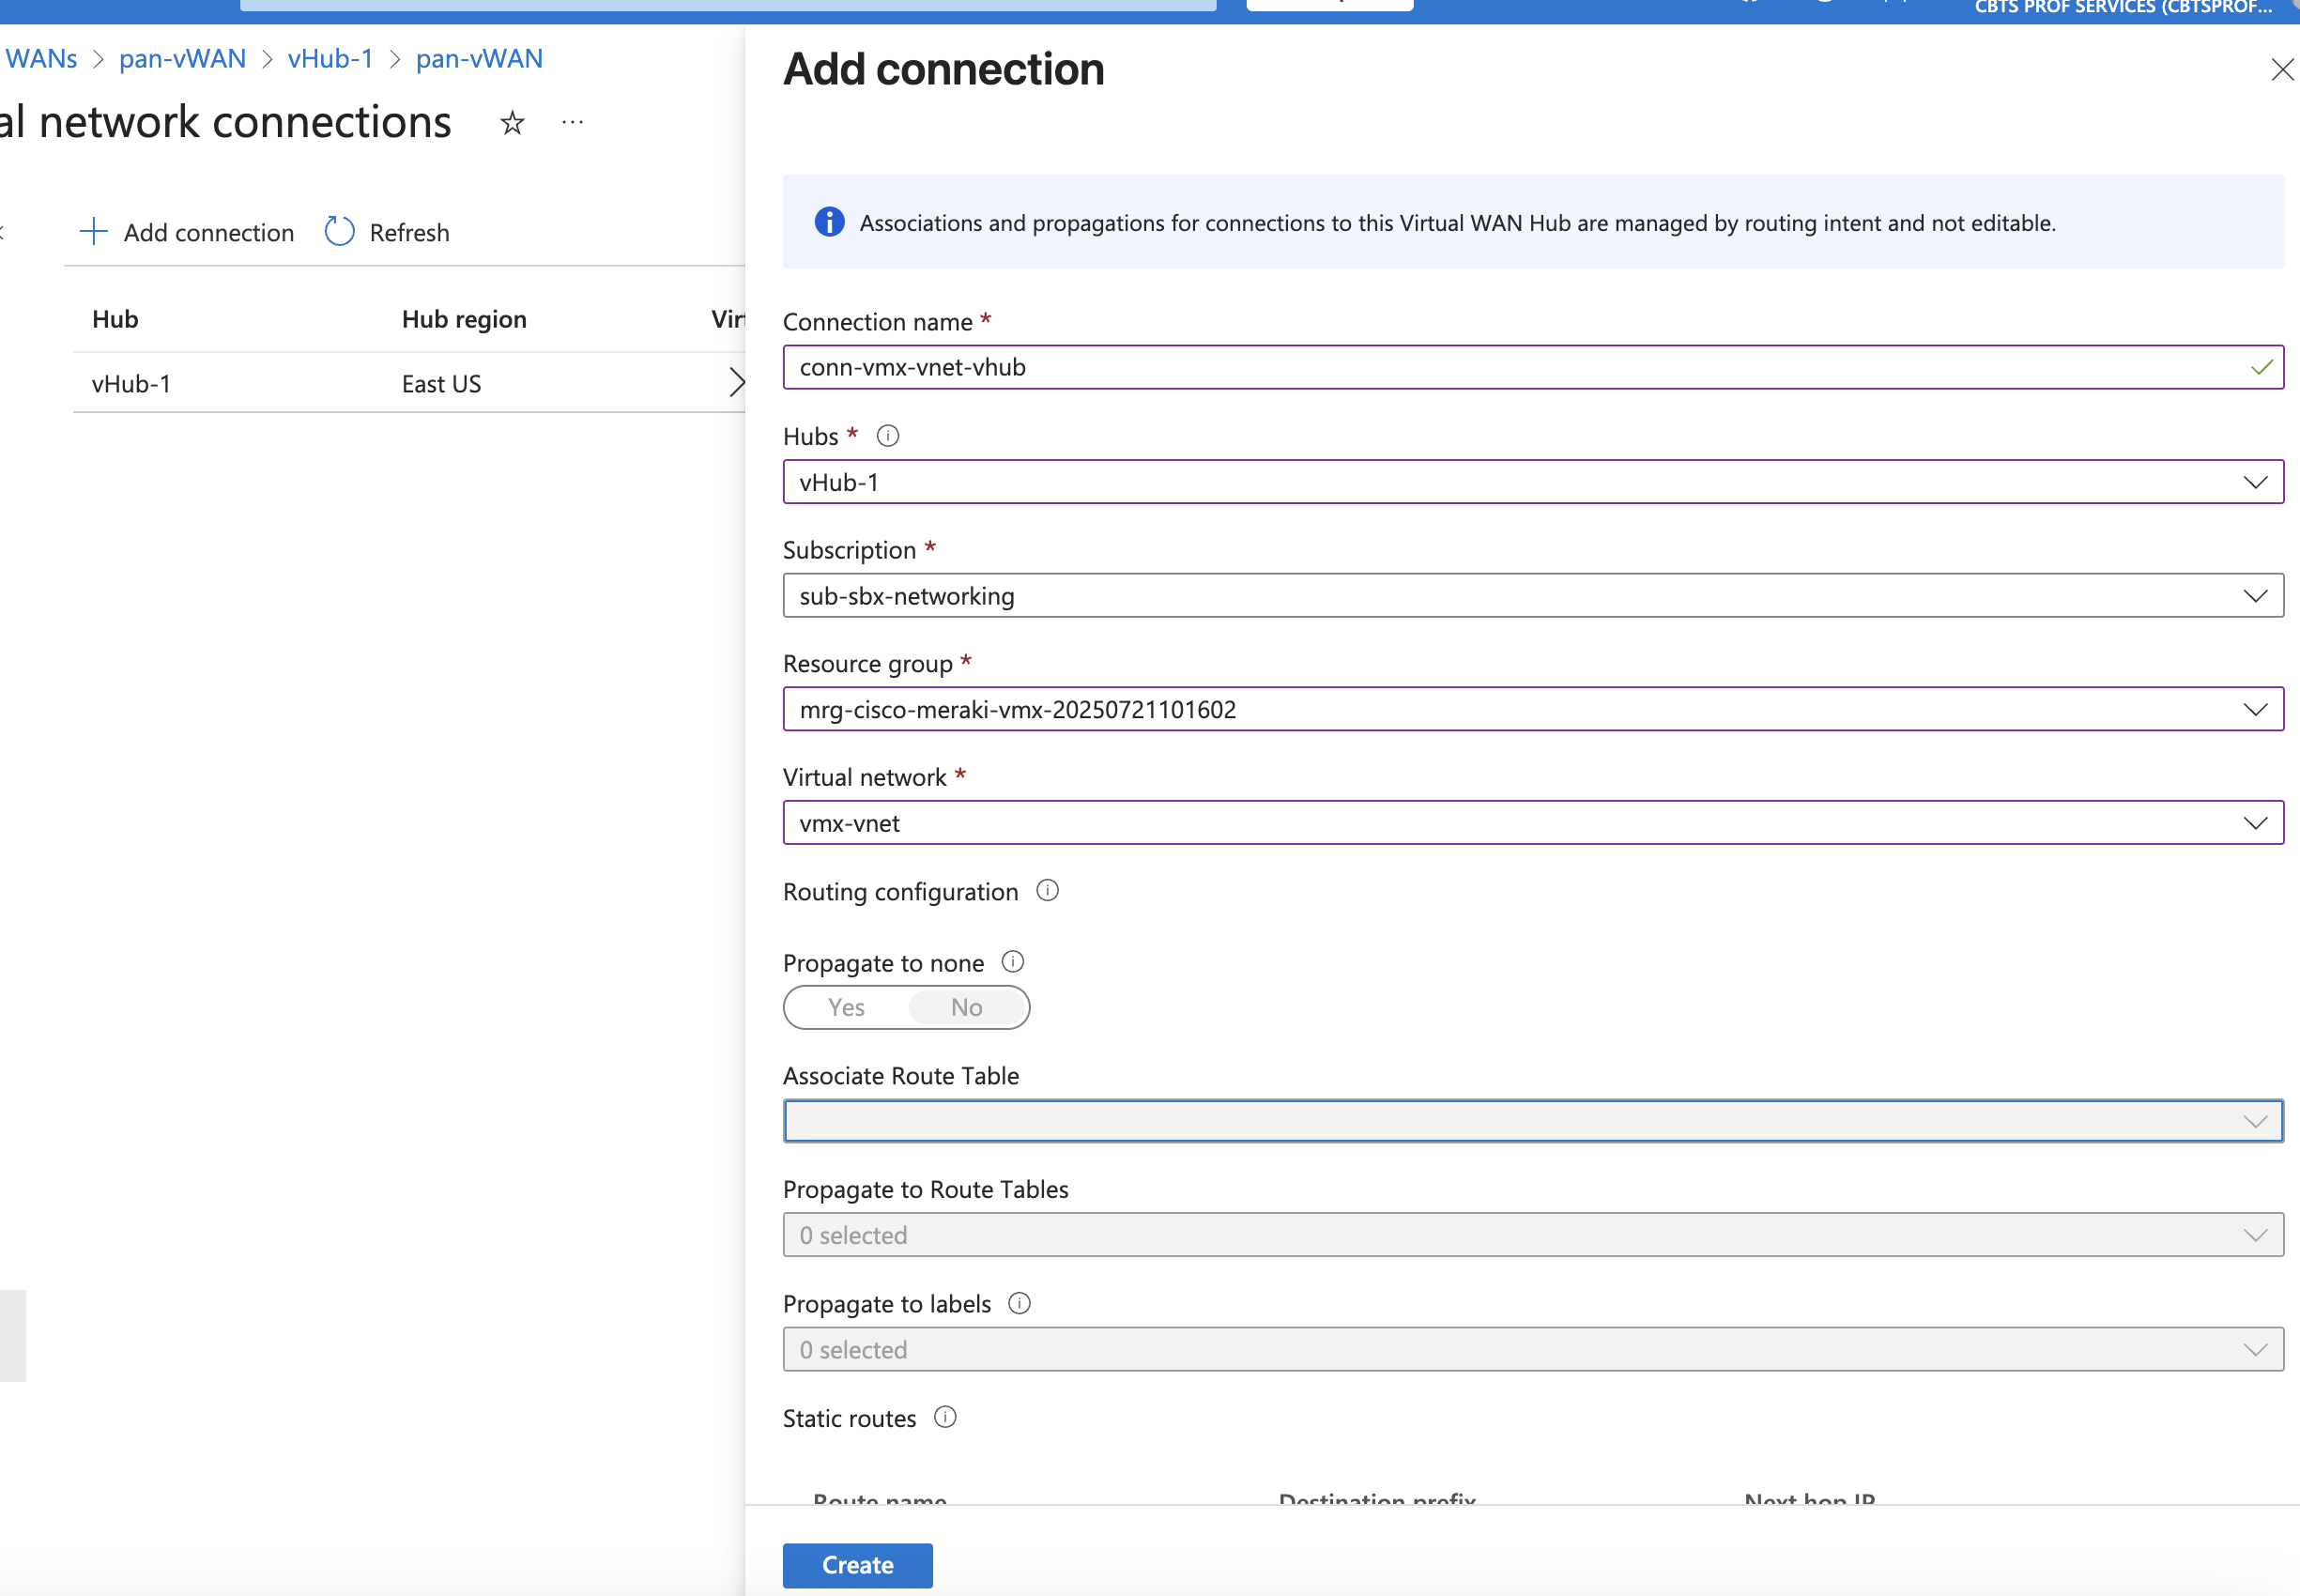 CBTS PROF SERVICES (CBTSPROF...
WANs > pan-vWAN > vHub-1 > pan-vWAN
al network connections
Add connection
Refresh
Hub
Hub region
Virt
vHub-1
East US
Add connection
Associations and propagations for connections to this Virtual WAN Hub are managed by routing intent and not editable.
Connection name *
conn-vmx-vnet-vhub
Hubs *
vHub-1
Subscription *
sub-sbx-networking
Resource group *
mrg-cisco-meraki-vmx-20250721101602
Virtual network *
vmx-vnet
Routing configuration
Propagate to none
Yes
No
Associate Route Table
Propagate to Route Tables
0 selected
Propagate to labels
0 selected
Static routes
Route name
Destination prefix
Next hop IP
Create